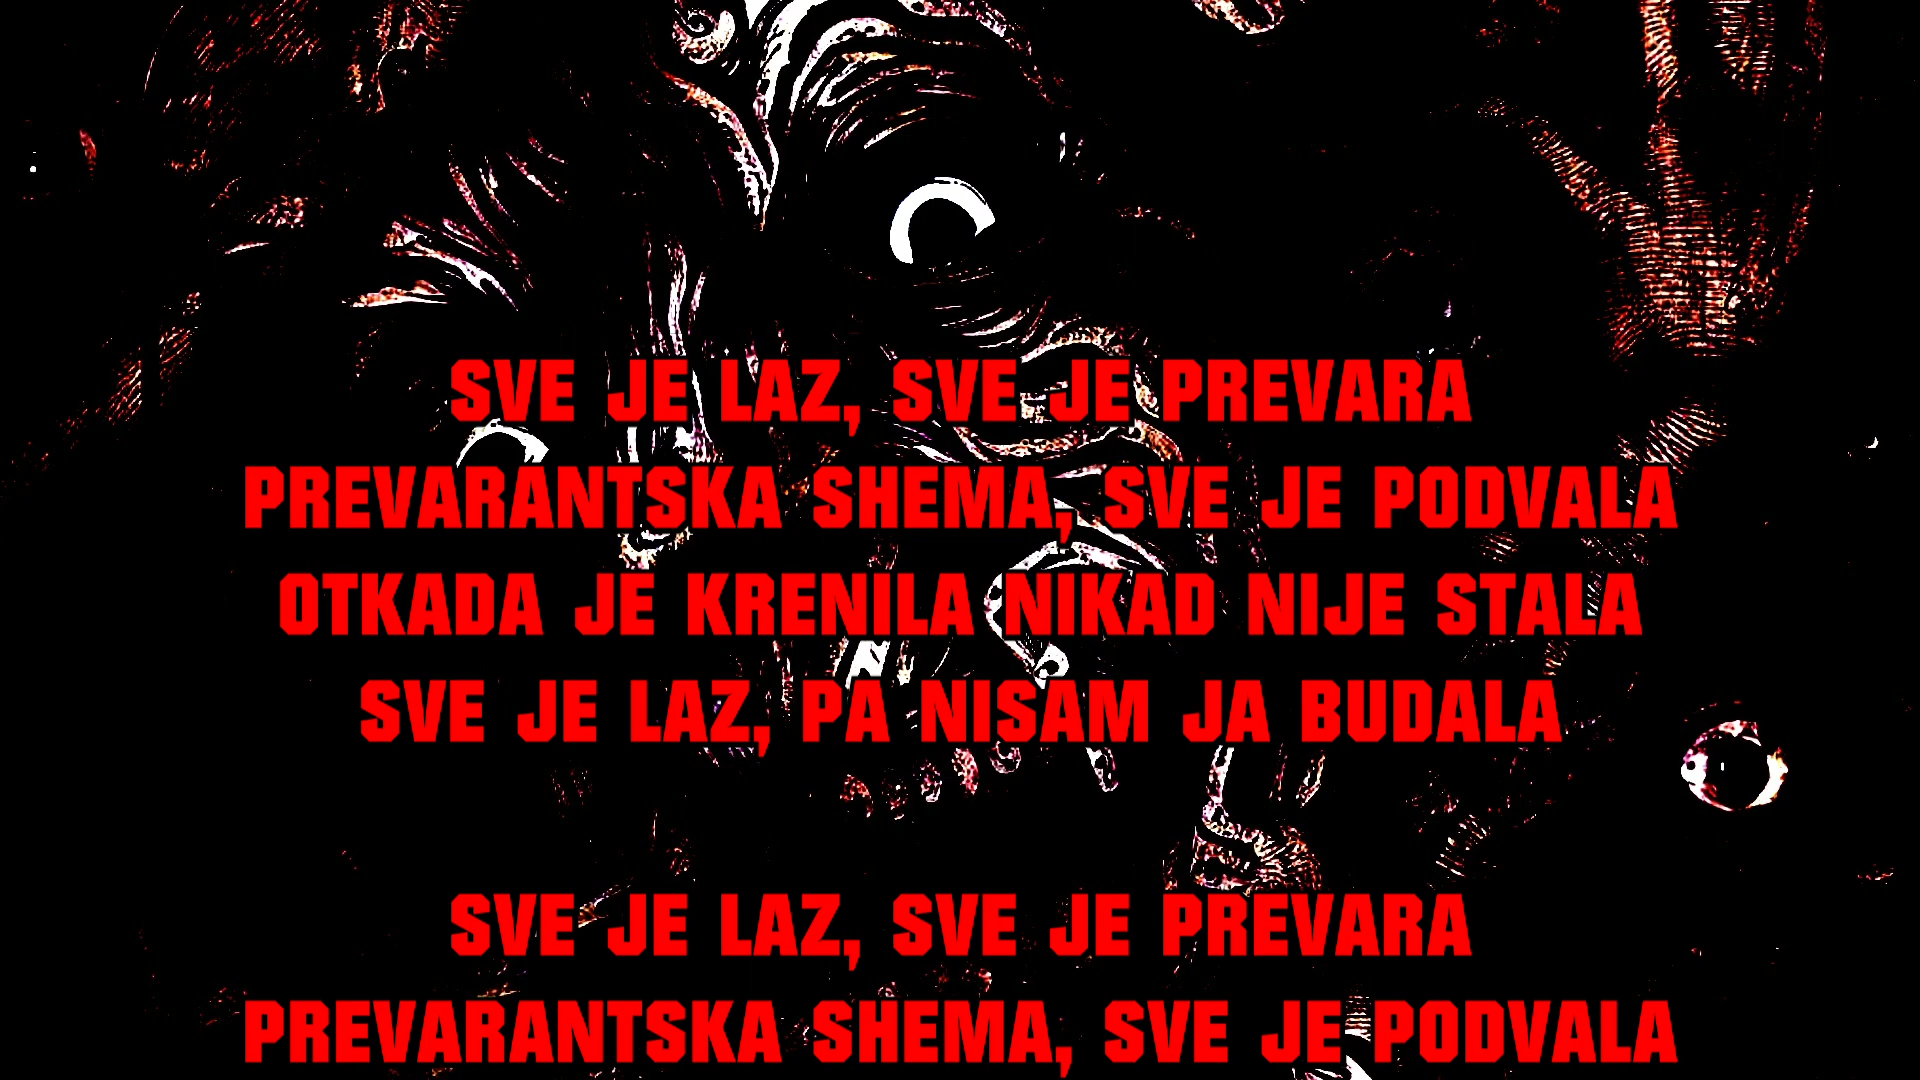 SVE JE LAZ, SVE JE PREVARA
PREVARANTSKA SHEMA, SVE JE PODVALA
OTKADA JE KRENILA NIKAD NIJE STALA
SVE JE LAZ, PA NISAM JA BUDALA
SVE JE LAZ, SVE JE PREVARA
PREVARANTSKA SHEMA, SVE JE PODVALA